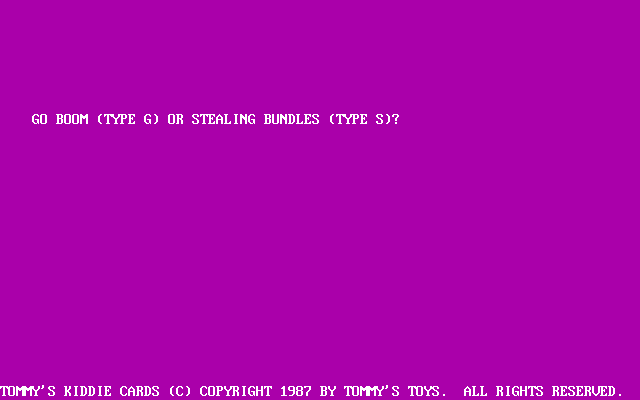 GO BOOM (TYPE G) OR STEALING BUNDLES (TYPE S)?
TOMMY'S KIDDIE CARDS (C) COPYRIGHT 1987 BY TOMMY'S TOYS.  ALL RIGHTS RESERVED.